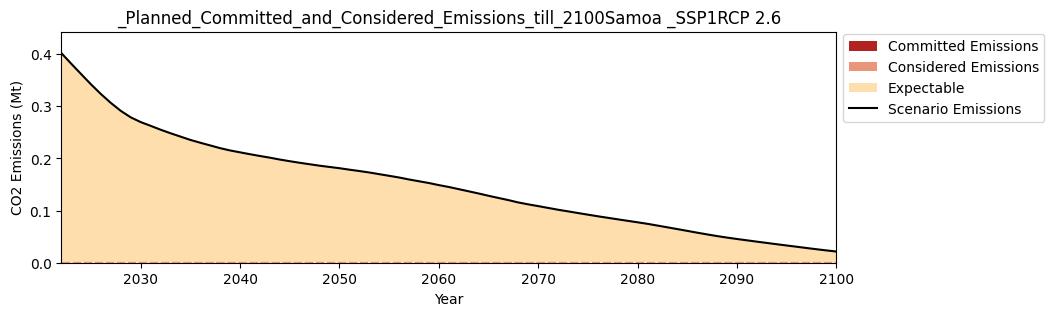 _Planned_Committed_and_Considered_Emissions_till_2100Samoa _SSP1RCP 2.6
CO2 Emissions (Mt)
0.4
0.3
0.2
0.1
0.0
2030 2040 2050 2060 2070 2080 2090 2100
Year
Committed Emissions
Considered Emissions
Expectable
Scenario Emissions